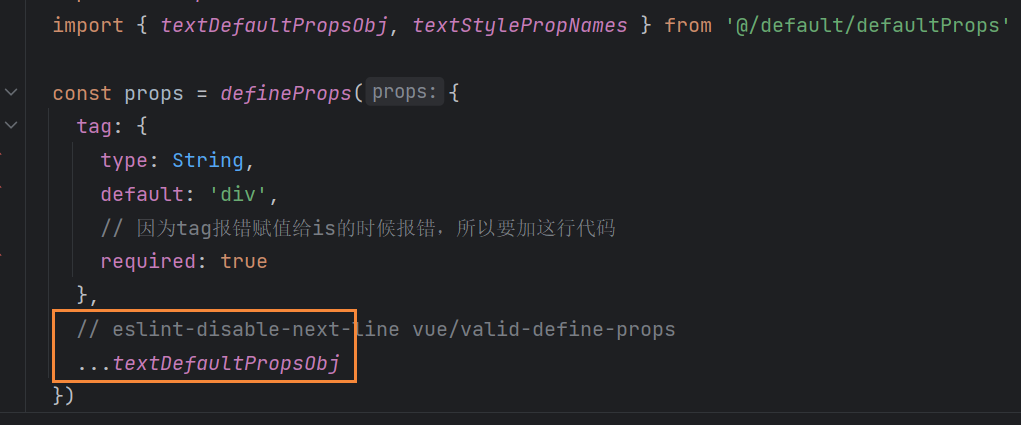 import { textDefaultPropsObj, textStylePropNames } from '@/default/defaultProps'
const props = defineProps( props: {
tag: {
type: String,
default: 'div',
// 因为tag报错赋值给is的时候报错，所以要加这行代码
required: true
},
// eslint-disable-next-line vue/valid-define-props
...textDefaultPropsObj
})